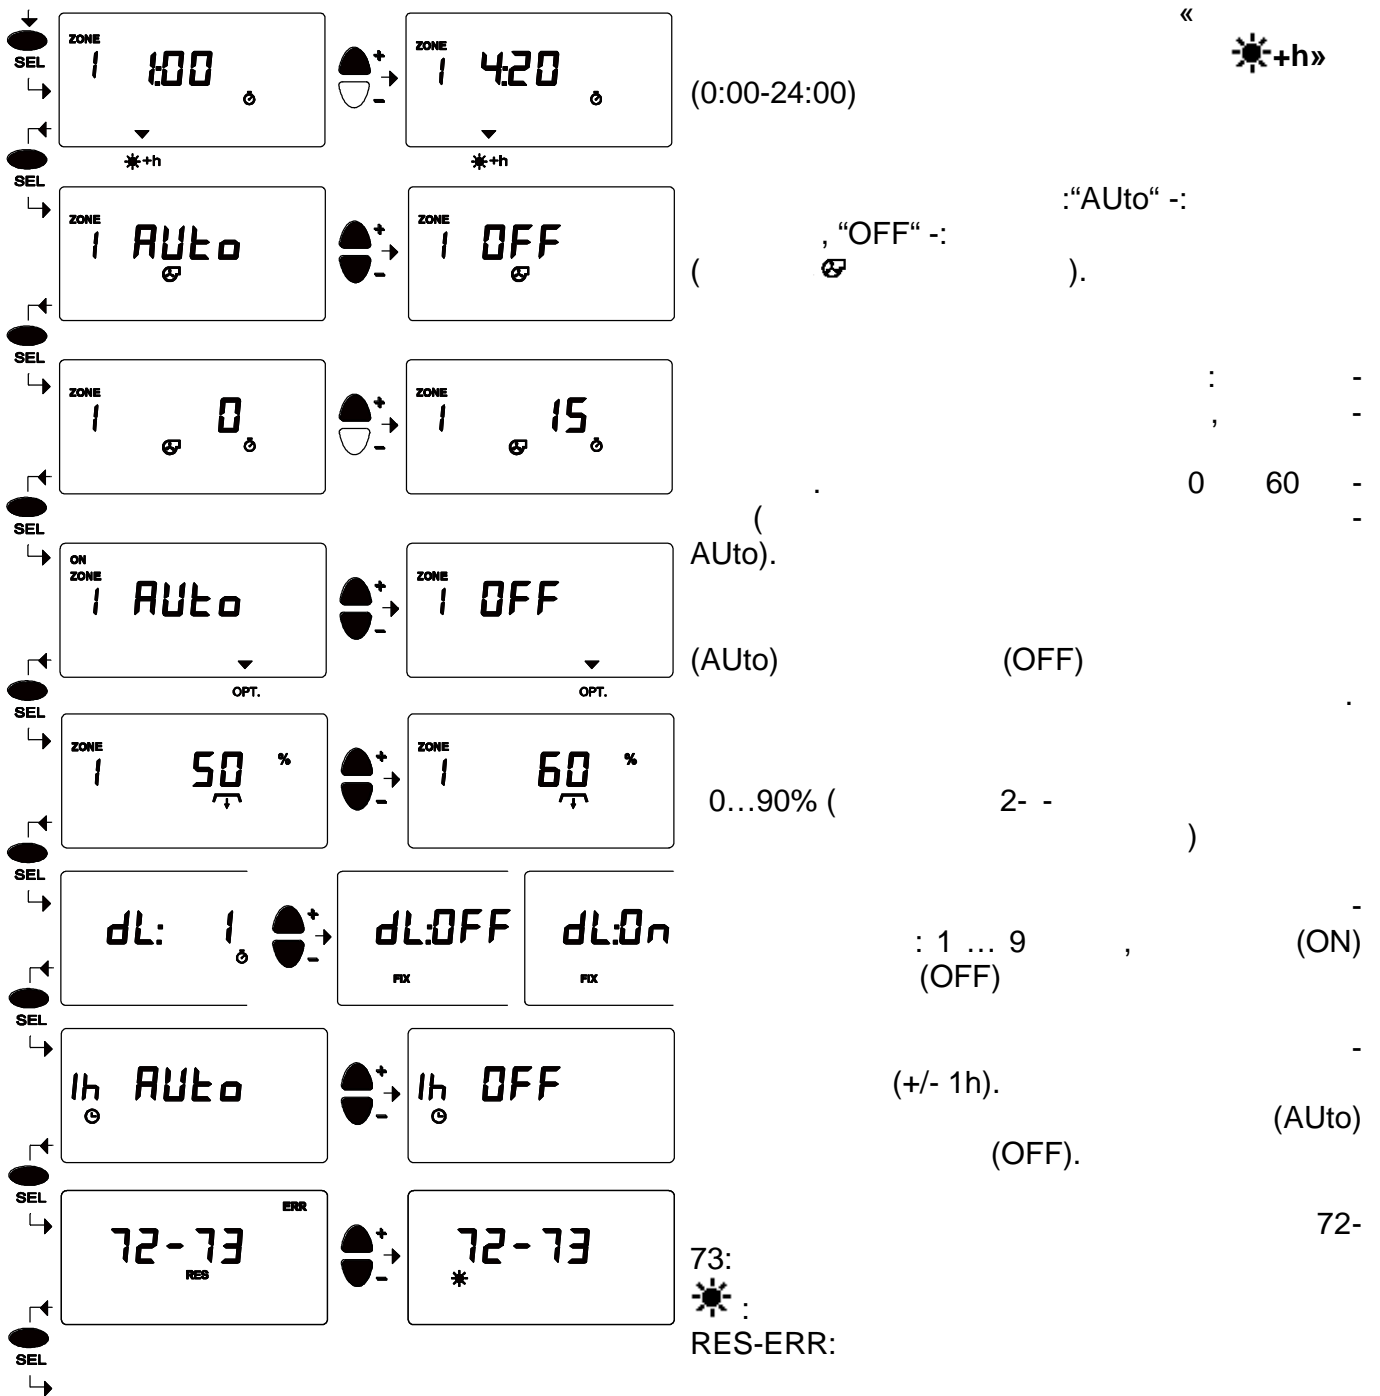 SEL
ZONE
1 1:00
+
-
ZONE
1 4:20
☀+h
☀+h
«
☀+h»
(0:00-24:00)
SEL
ZONE
1 AUto
+
-
ZONE
1 OFF
:“AUto“ -:
, “OFF“ -:
( ).
SEL
ZONE
1 0
+
-
ZONE
1 15
: -
, -
. 0 60 -
( -
AUto).
SEL
ON
ZONE
1 AUto
+
-
ZONE
1 OFF
OPT.
OPT.
(AUto) (OFF)
.
SEL
ZONE
1 50 %
+
-
ZONE
1 60 %
0…90% ( 2- -
)
SEL
dL: 1
+
-
dL:OFF
FIX
dL:On
FIX
-
: 1 … 9 , (ON)
(OFF)
SEL
1h AUto
+
-
1h OFF
-
(+/- 1h).
(AUto)
(OFF).
SEL
ERR
72-73
RES
+
-
72-73
☀
72-
73:
☀ :
RES-ERR:
SEL